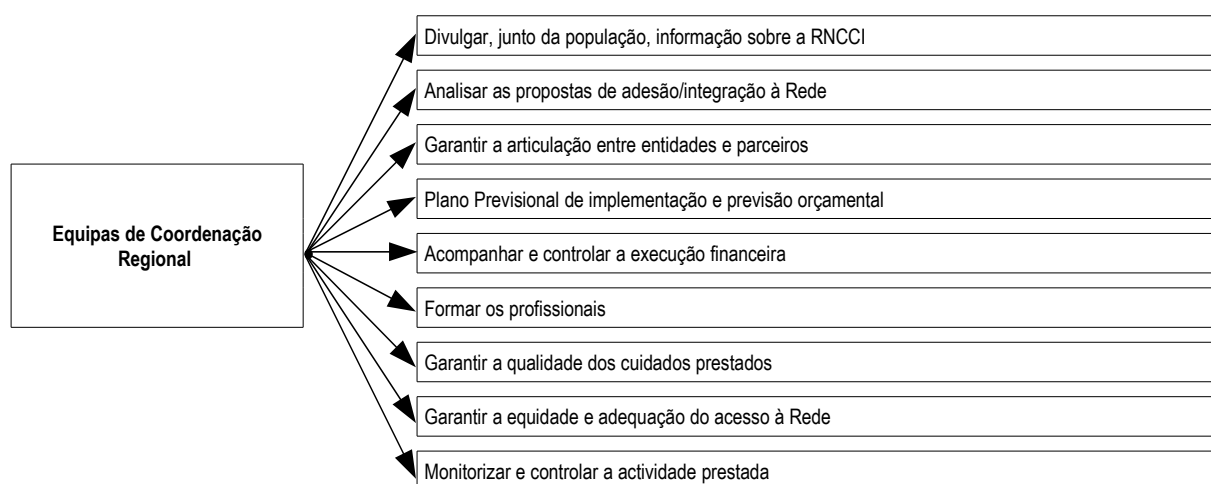 Divulgar, junto da população, informação sobre a RNCCI
Analisar as propostas de adesão/integração à Rede
Garantir a articulação entre entidades e parceiros
Plano Previsional de implementação e previsão orçamental
Equipas de Coordenação
Regional
Acompanhar e controlar a execução financeira
Formar os profissionais
Garantir a qualidade dos cuidados prestados
Garantir a equidade e adequação do acesso à Rede
Monitorizar e controlar a actividade prestada